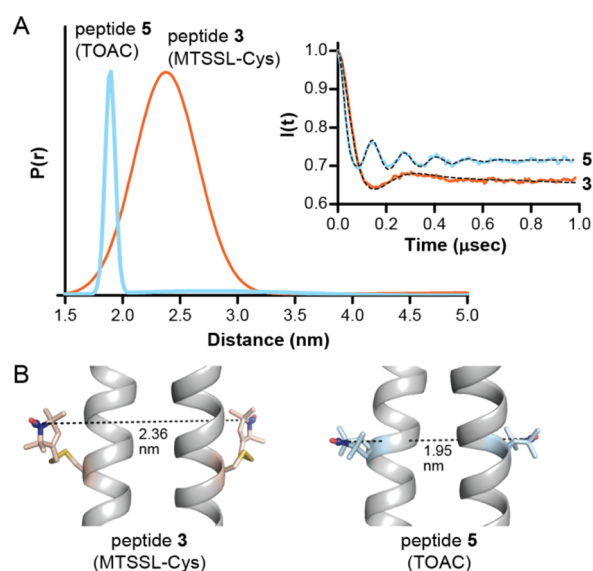 A
peptide 5
(TOAC)
peptide 3
(MTSSL-Cys)
P(r)
1.5 2.0 2.5 3.0 3.5 4.0 4.5 5.0
Distance (nm)
I(t)
1.0
0.9
0.8
0.7
0.6
5
3
0.0 0.2 0.4 0.6 0.8 1.0
Time (μsec)
B
2.36
nm
peptide 3
(MTSSL-Cys)
1.95
nm
peptide 5
(TOAC)